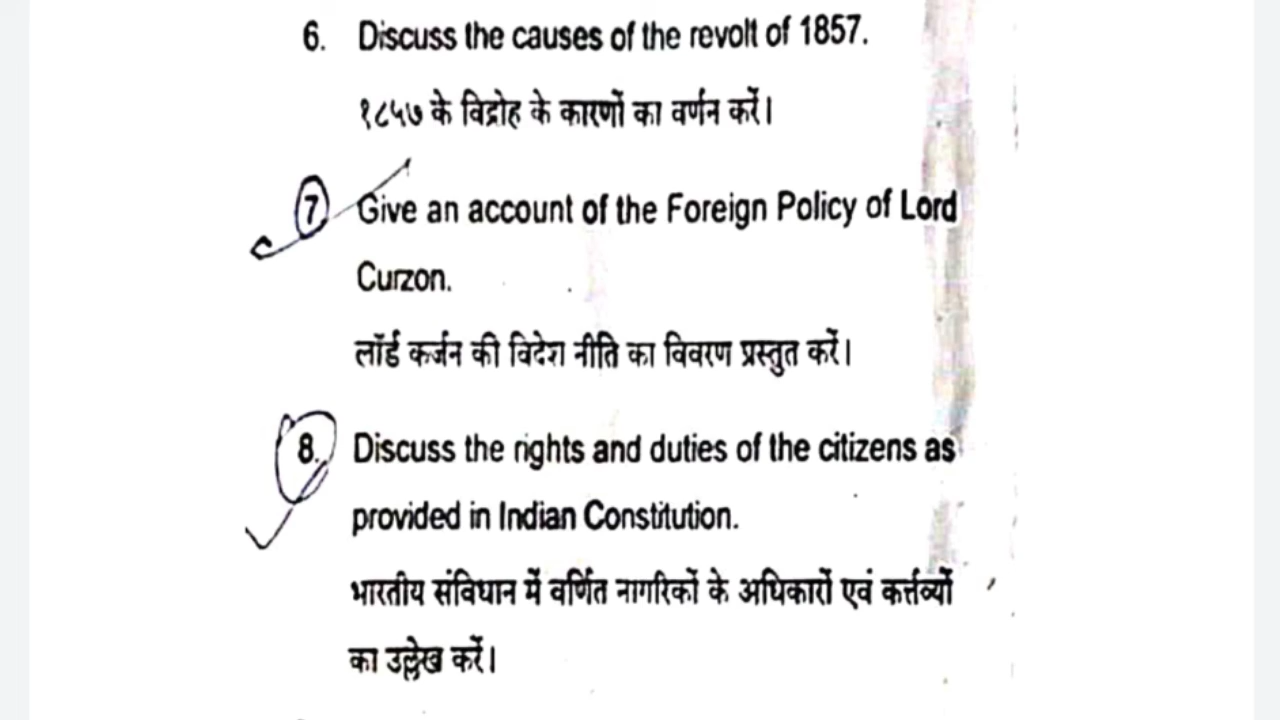 6. Discuss the causes of the revolt of 1857.
१८५७ के विद्रोह के कारणों का वर्णन करें।
7. Give an account of the Foreign Policy of Lord
Curzon.
लॉर्ड कर्जन की विदेश नीति का विवरण प्रस्तुत करें।
8. Discuss the rights and duties of the citizens as
provided in Indian Constitution.
भारतीय संविधान में वर्णित नागरिकों के अधिकारों एवं कर्त्तव्यों
का उल्लेख करें।